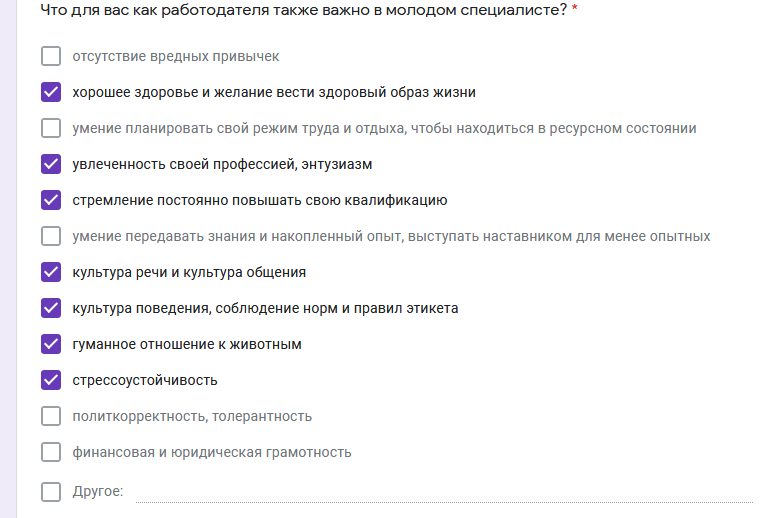 Что для вас как работодателя также важно в молодом специалисте? *
отсутствие вредных привычек
хорошее здоровье и желание вести здоровый образ жизни
умение планировать свой режим труда и отдыха, чтобы находиться в ресурсном состоянии
увлеченность своей профессией, энтузиазм
стремление постоянно повышать свою квалификацию
умение передавать знания и накопленный опыт, выступать наставником для менее опытных
культура речи и культура общения
культура поведения, соблюдение норм и правил этикета
гуманное отношение к животным
стрессоустойчивость
политкорректность, толерантность
финансовая и юридическая грамотность
Другое: